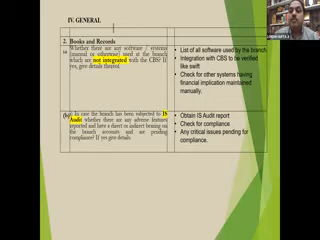 IV. GENERAL
2. Books and Records
(a) Whether there are any software / systems
(manual or otherwise) used at the branch
which are not integrated with the CBS? If
yes, give details thereof.
• List of all software used by the branch
• Integration with CBS to be verified
like swift
• Check for other systems having
financial implication maintained
manually.
(b) i) In case the branch has been subjected to IS
Audit whether there are any adverse features
reported and have a direct or indirect bearing on
the branch accounts and are pending
compliance? If yes give details.
• Obtain IS Audit report
• Check for compliance
• Any critical issues pending for
compliance.